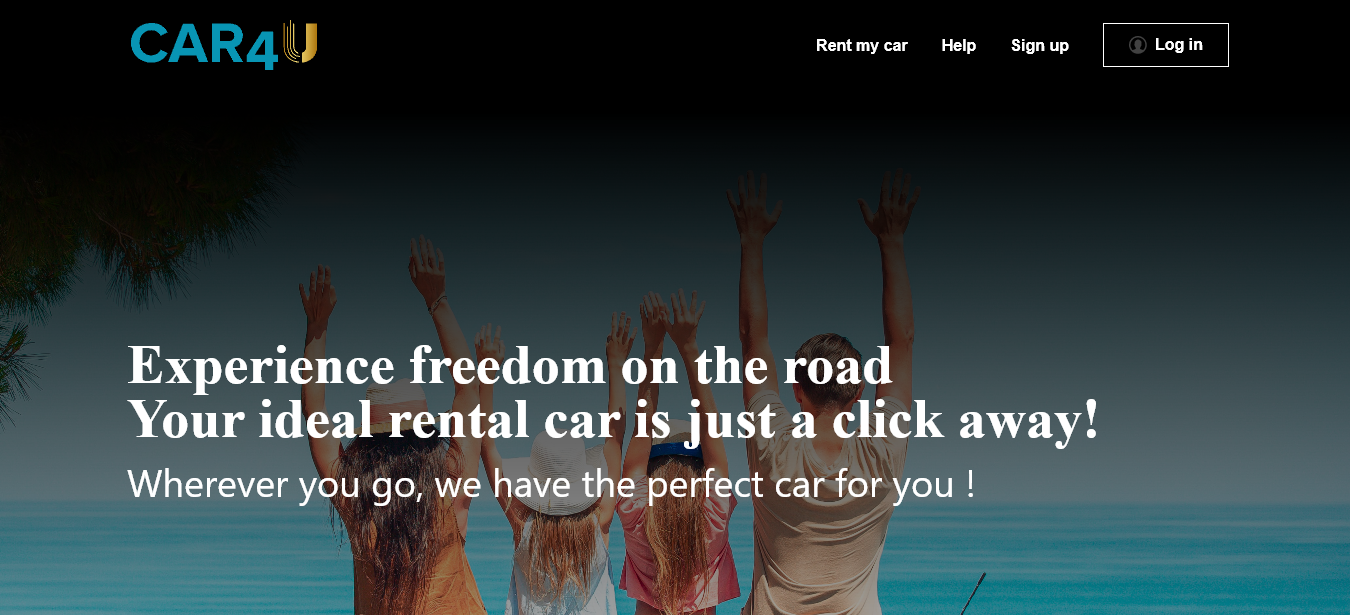 CAR4U
Rent my car
Help
Sign up
Log in
Experience freedom on the road
Your ideal rental car is just a click away!
Wherever you go, we have the perfect car for you !